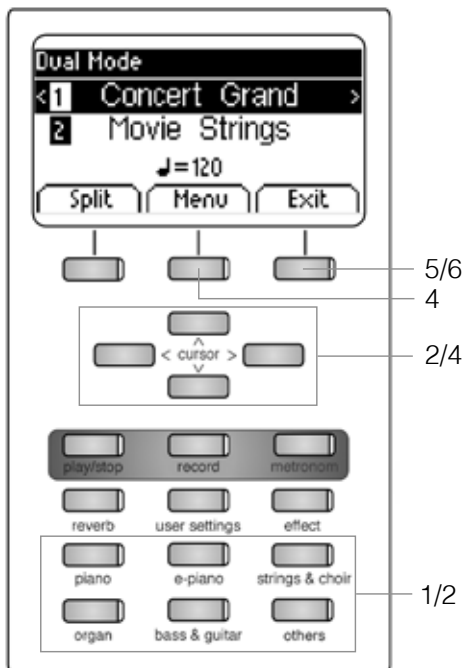 Dual Mode
<1 Concert Grand >
2 Movie Strings
♩=120
Split Menu Exit
5/6
4
< cursor >
2/4
play/stop record metronom
reverb user settings effect
piano e-piano strings & choir
1/2
organ bass & guitar others